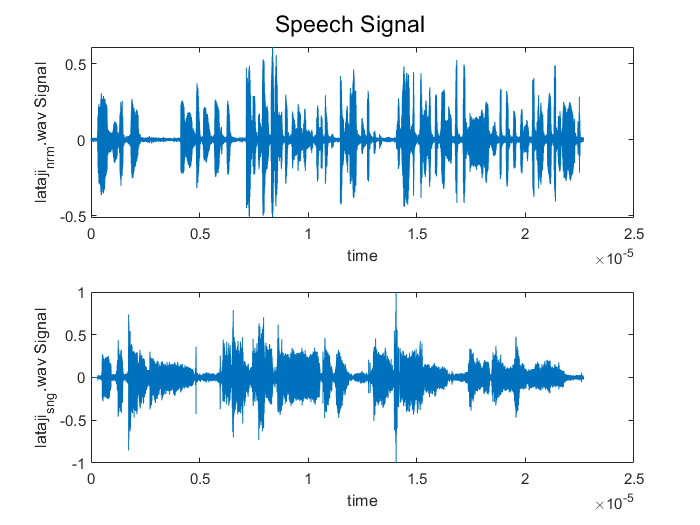 Speech Signal
lataji_nrm.wav Signal
0.5
0
-0.5
0 0.5 1 1.5 2 2.5
time
×10^-5
lataji_sng.wav Signal
1
0.5
0
-0.5
-1
0 0.5 1 1.5 2 2.5
time
×10^-5